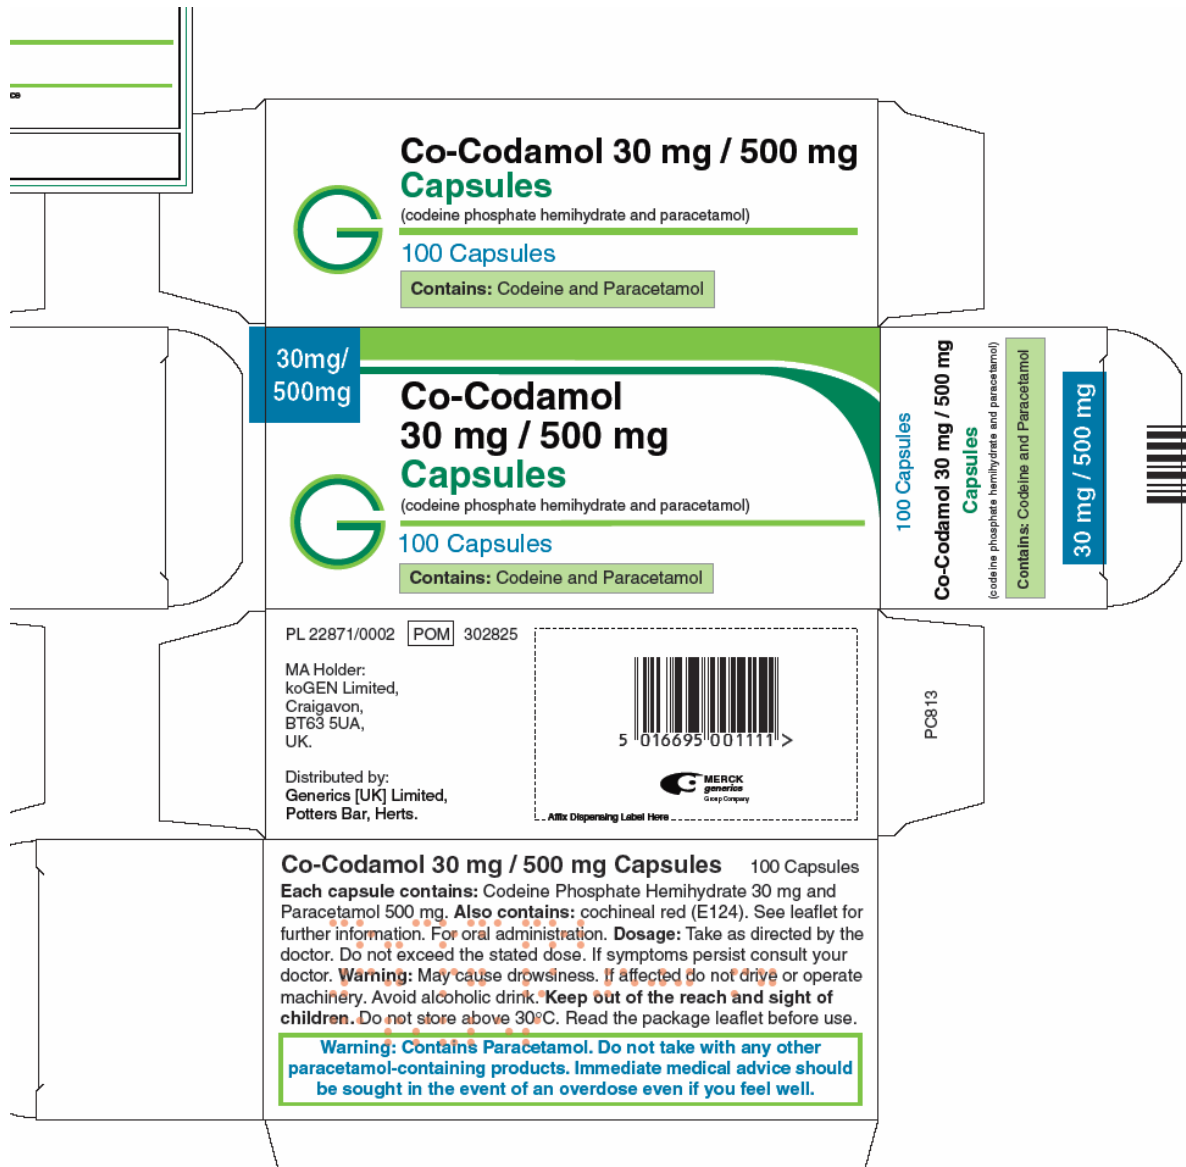 ce
Co-Codamol 30 mg / 500 mg
Capsules
(codeine phosphate hemihydrate and paracetamol)
100 Capsules
Contains: Codeine and Paracetamol
30mg/
500mg
Co-Codamol
30 mg / 500 mg
Capsules
(codeine phosphate hemihydrate and paracetamol)
100 Capsules
Contains: Codeine and Paracetamol
100 Capsules
Co-Codamol 30 mg / 500 mg
Capsules
(codeine phosphate hemihydrate and paracetamol)
Contains: Codeine and Paracetamol
30 mg / 500 mg
PL 22871/0002 POM 302825
MA Holder:
koGEN Limited,
Craigavon,
BT63 5UA,
UK.
Distributed by:
Generics [UK] Limited,
Potters Bar, Herts.
5 016695 001111 >
MERCK
generics
Group Company
Affix Dispensing Label Here
PC813
Co-Codamol 30 mg / 500 mg Capsules 100 Capsules
Each capsule contains: Codeine Phosphate Hemihydrate 30 mg and
Paracetamol 500 mg. Also contains: cochineal red (E124). See leaflet for
further information. For oral administration. Dosage: Take as directed by the
doctor. Do not exceed the stated dose. If symptoms persist consult your
doctor. Warning: May cause drowsiness. If affected do not drive or operate
machinery. Avoid alcoholic drink. Keep out of the reach and sight of
children. Do not store above 30°C. Read the package leaflet before use.
Warning: Contains Paracetamol. Do not take with any other
paracetamol-containing products. Immediate medical advice should
be sought in the event of an overdose even if you feel well.